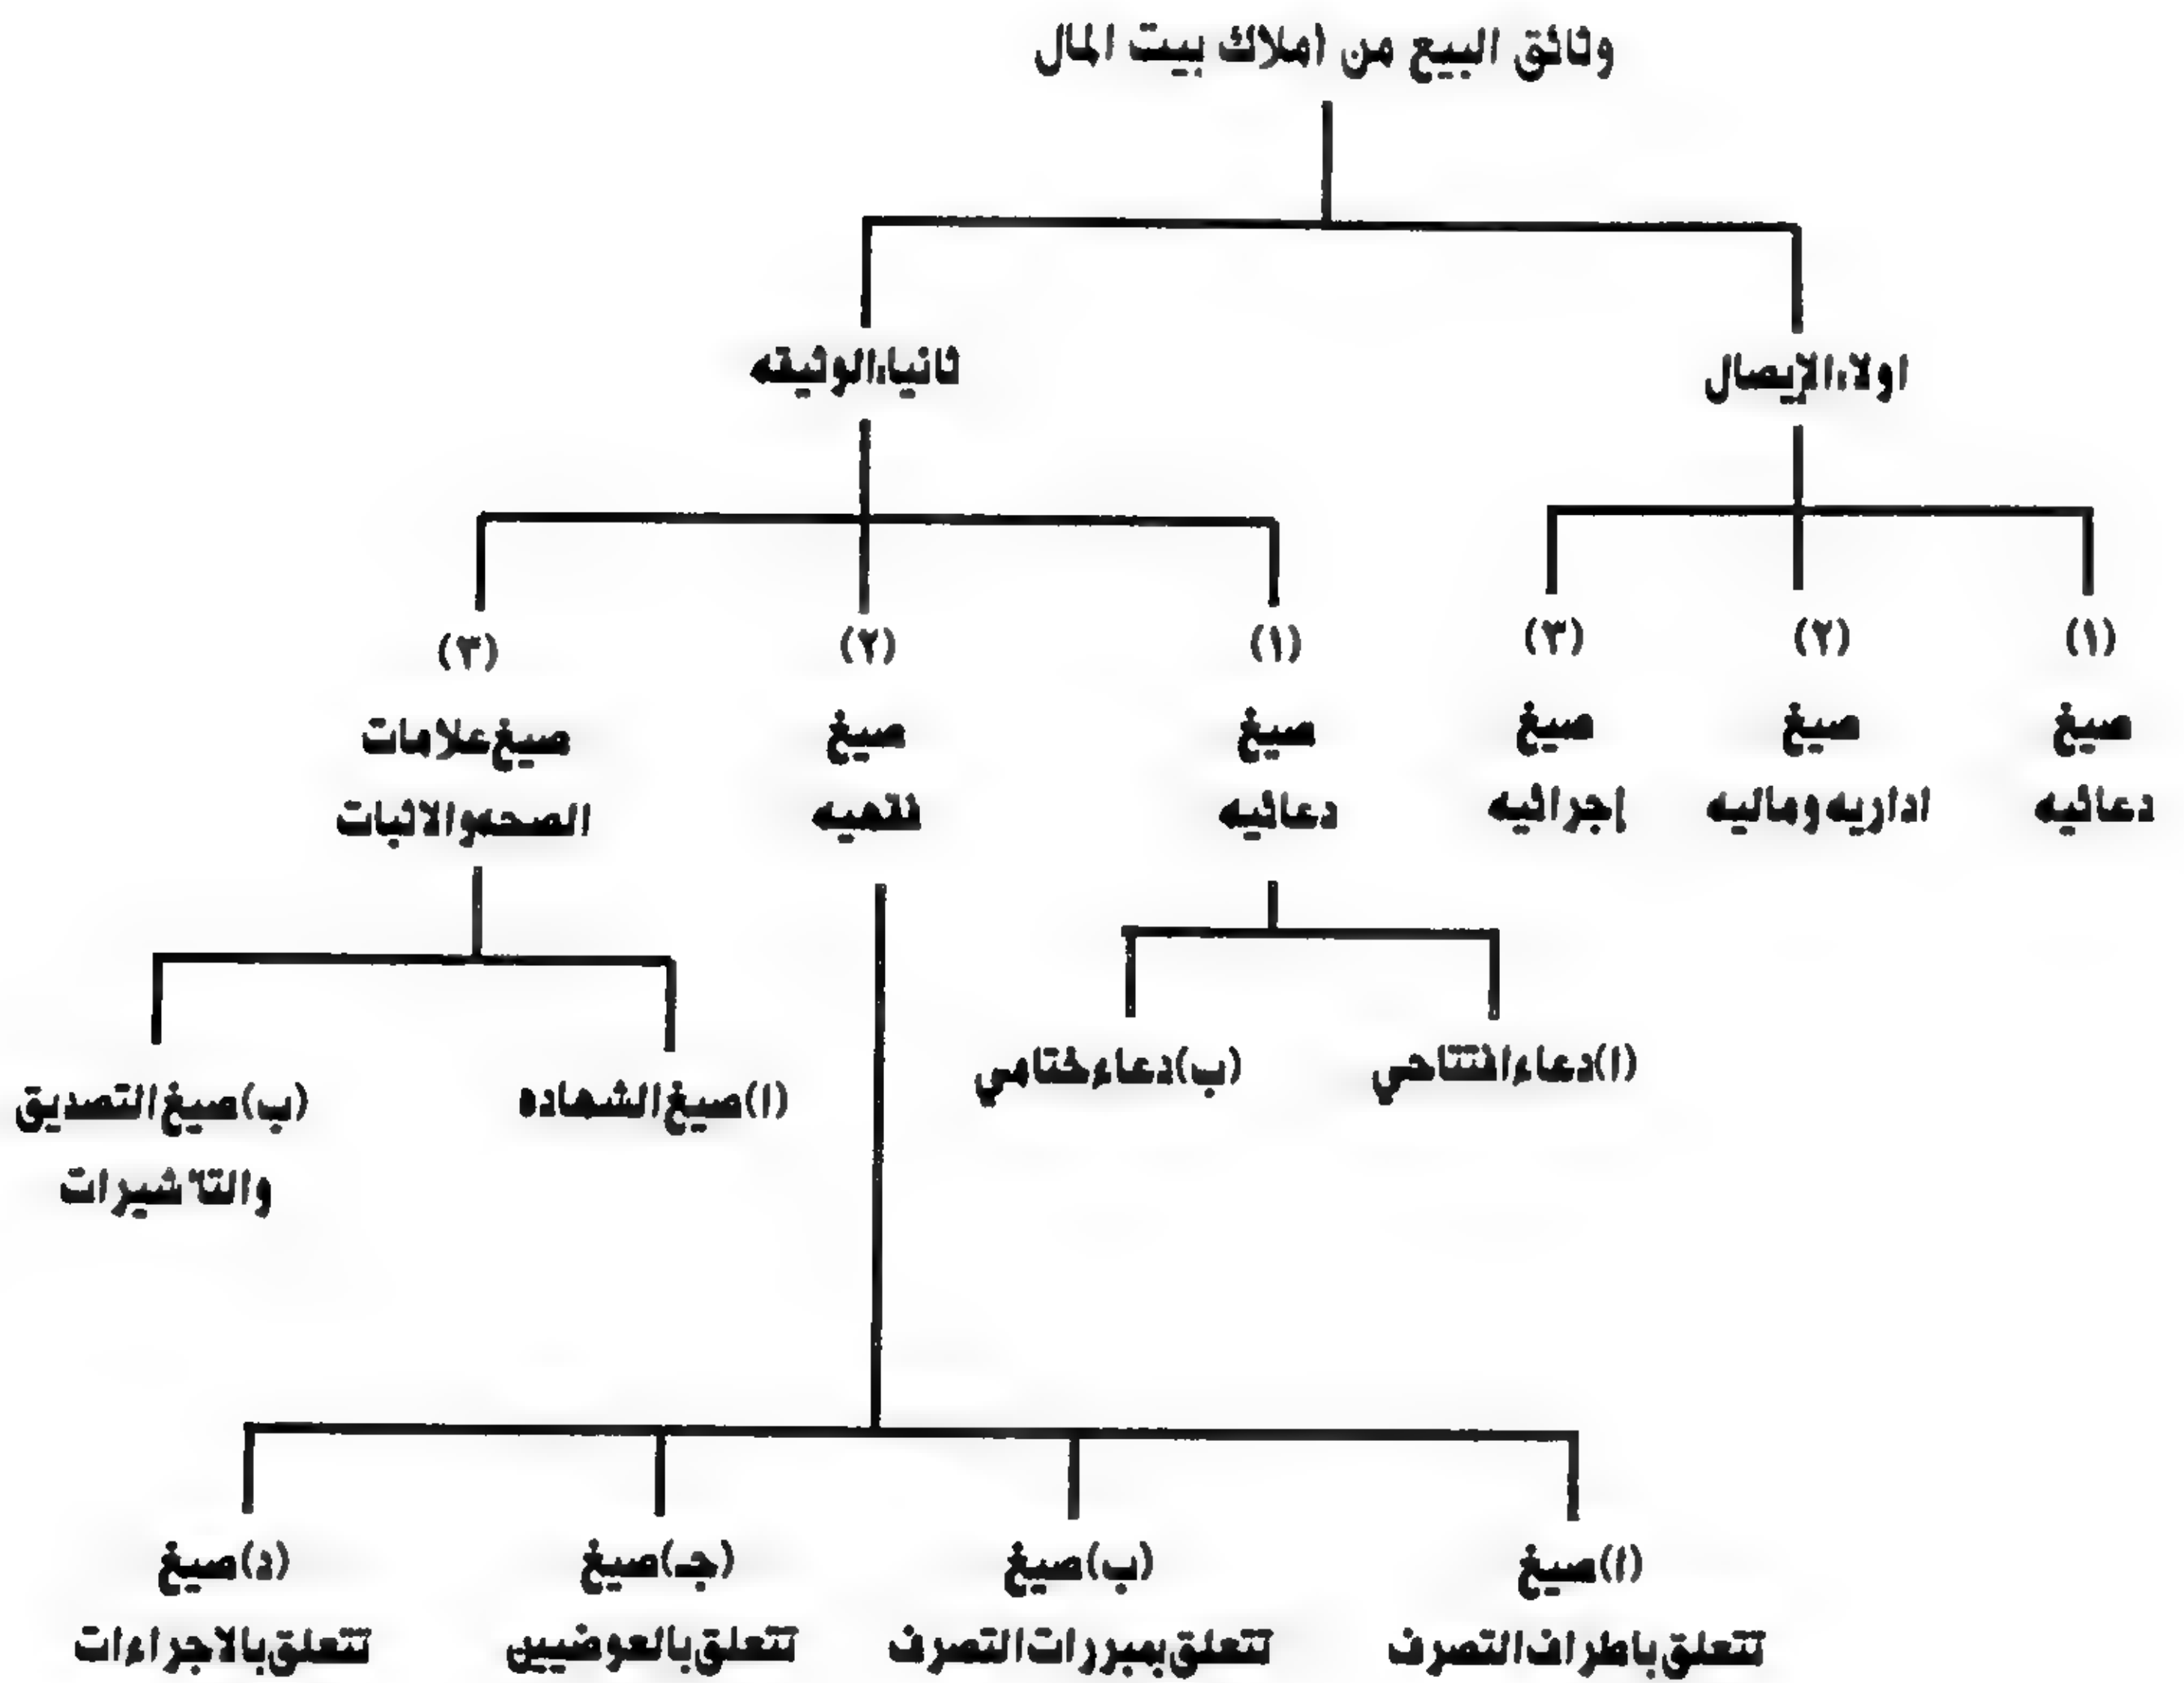 وثائق البيع من املاك بيت المال
اولا:الإيصال
ثانيا:الوثيقه
(١)
صيغ
دعائيه
(٢)
صيغ
اداريه وماليه
(٣)
صيغ
إجرائيه
(١)
صيغ
دعائيه
(٢)
صيغ
فقهيه
(٣)
صيغ علامات
الصحه والاثبات
(ا) دعاء افتتاحي
(ب) دعاء ختامي
(ا) صيغ الشهاده
(ب) صيغ التصديق
والتأشيرات
(ا) صيغ
تتعلق باطراف التصرف
(ب) صيغ
تتعلق بمبررات التصرف
(جـ) صيغ
تتعلق بالعوضيين
(د) صيغ
تتعلق بالاجراءات